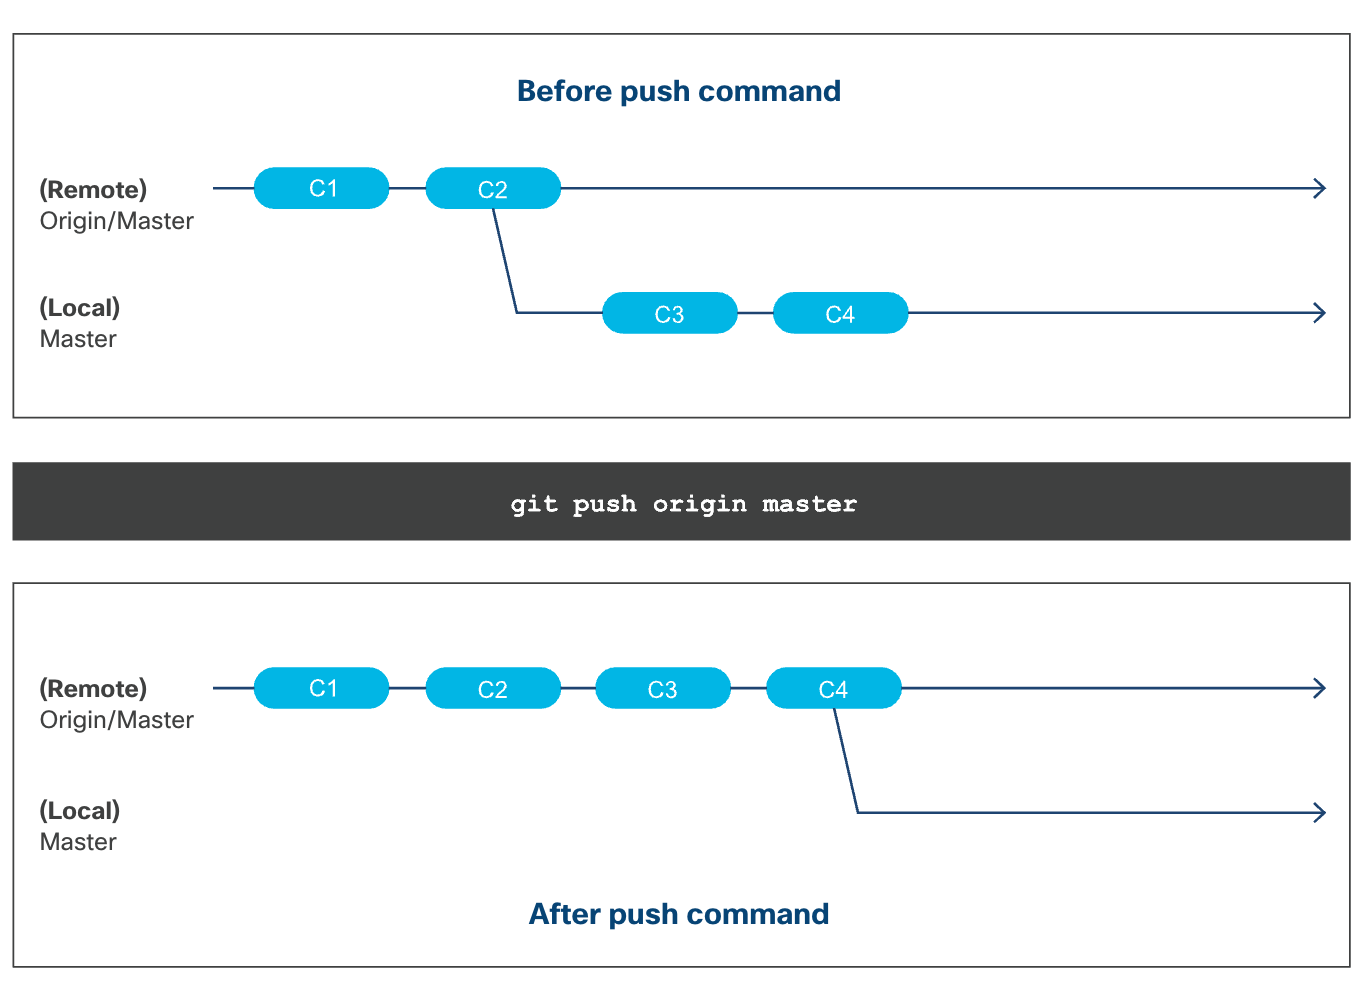 Before push command
(Remote)
Origin/Master
C1
C2
(Local)
Master
C3
C4
git push origin master
(Remote)
Origin/Master
C1
C2
C3
C4
(Local)
Master
After push command